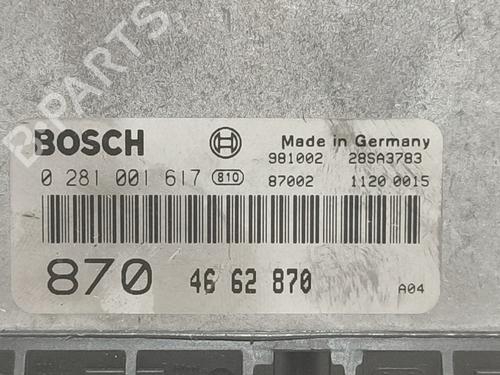 B-PARTS
BOSCH
Made in Germany
981002 28SA3783
0 281 001 617 810 87002 1120 0015
870 46 62 870 A04